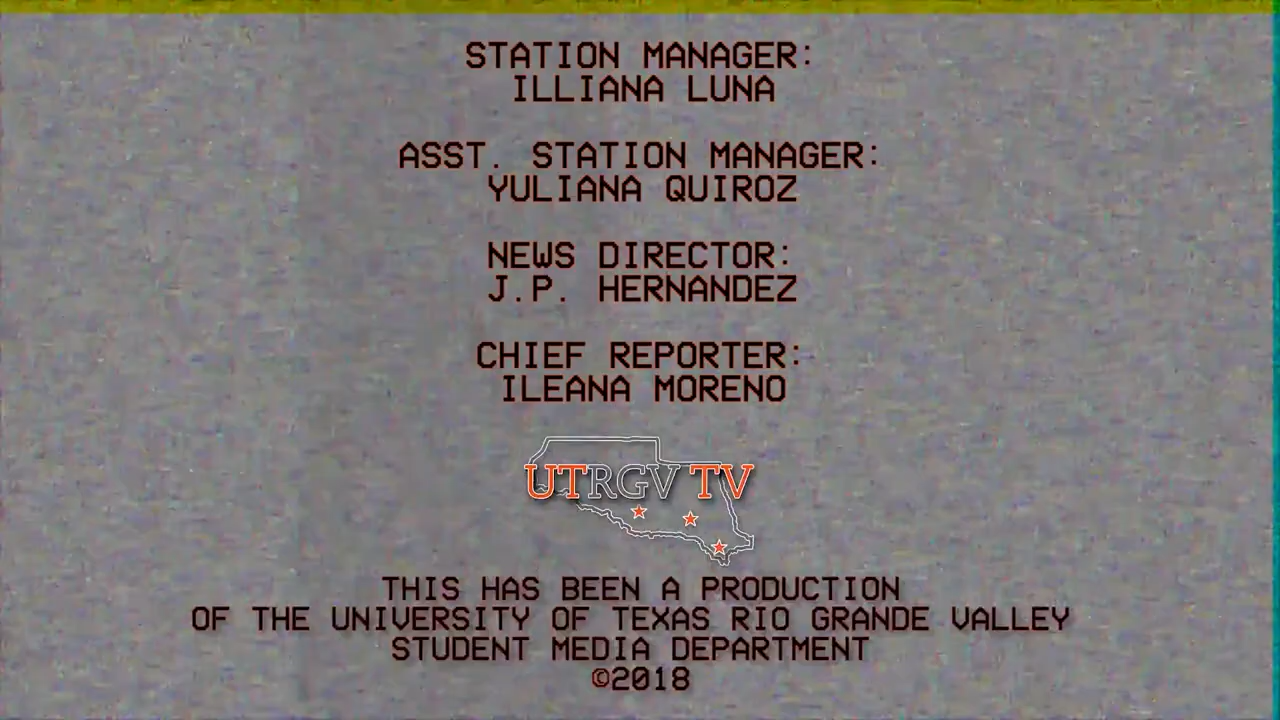 STATION MANAGER:
ILLIANA LUNA
ASST. STATION MANAGER:
YULIANA QUIROZ
NEWS DIRECTOR:
J.P. HERNANDEZ
CHIEF REPORTER:
ILEANA MORENO
UTRGV TV
THIS HAS BEEN A PRODUCTION
OF THE UNIVERSITY OF TEXAS RIO GRANDE VALLEY
STUDENT MEDIA DEPARTMENT
©2018